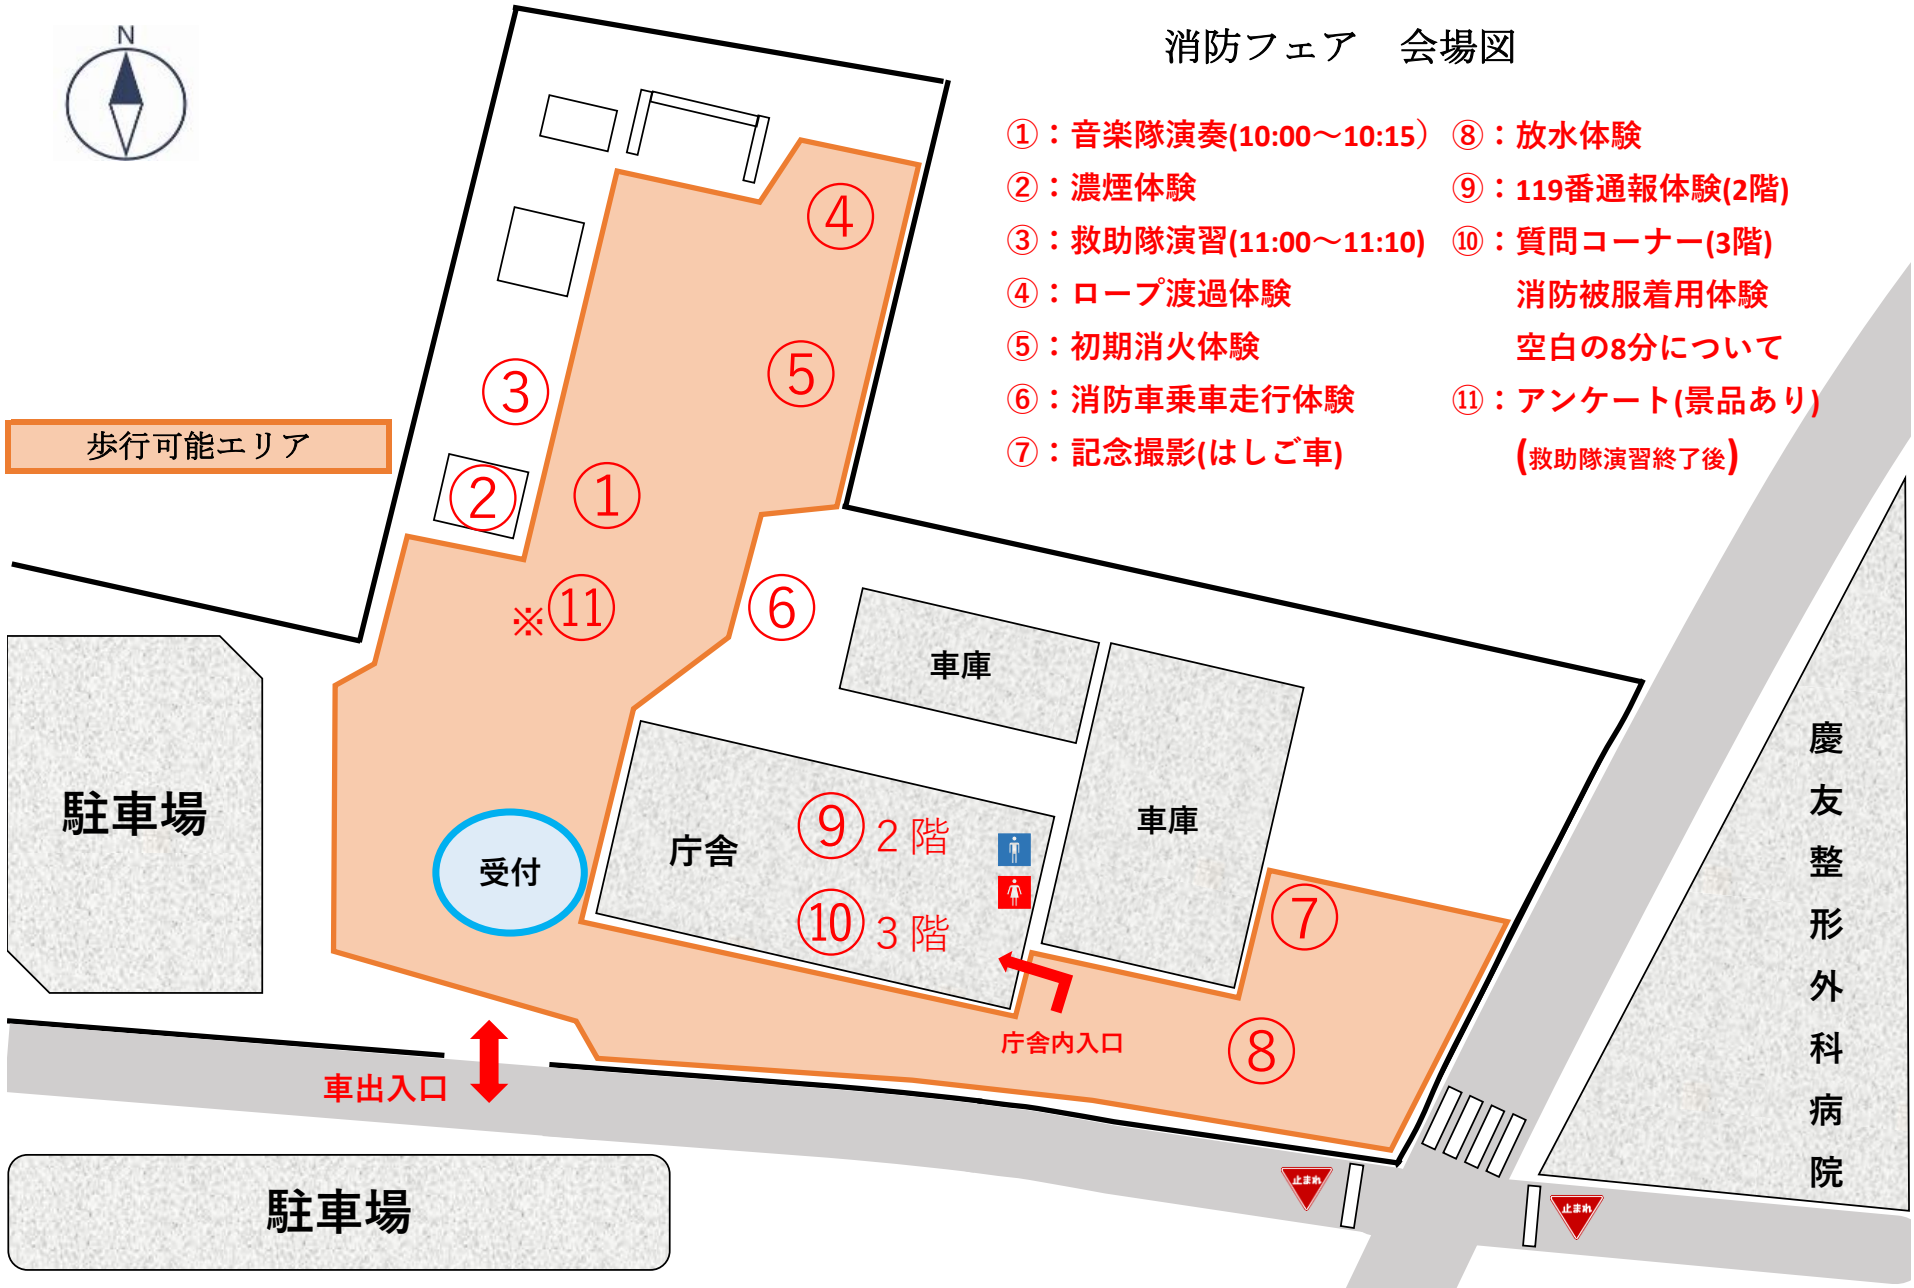 N
消防フェア　会場図
①：音楽隊演奏(10:00～10:15）
②：濃煙体験
③：救助隊演習(11:00～11:10)
④：ロープ渡過体験
⑤：初期消火体験
⑥：消防車乗車走行体験
⑦：記念撮影(はしご車)
⑧：放水体験
⑨：119番通報体験(2階)
⑩：質問コーナー(3階)
消防被服着用体験
空白の8分について
⑪：アンケート(景品あり)
(救助隊演習終了後)
歩行可能エリア
④
⑤
③
②
①
※⑪
⑥
車庫
車庫
駐車場
受付
庁舎
⑨ 2階
⑩ 3階
⑦
⑧
庁舎内入口
車出入口
駐車場
慶友整形外科病院
止まれ
止まれ